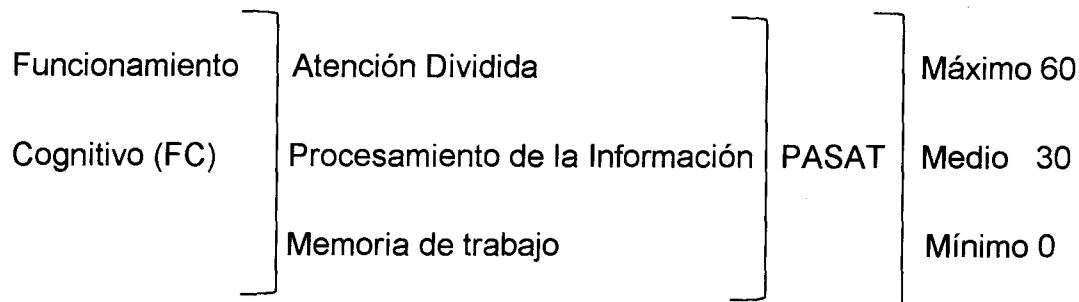 Funcionamiento Atención Dividida Máximo 60
Cognitivo (FC) Procesamiento de la Información PASAT Medio 30
Memoria de trabajo Mínimo 0